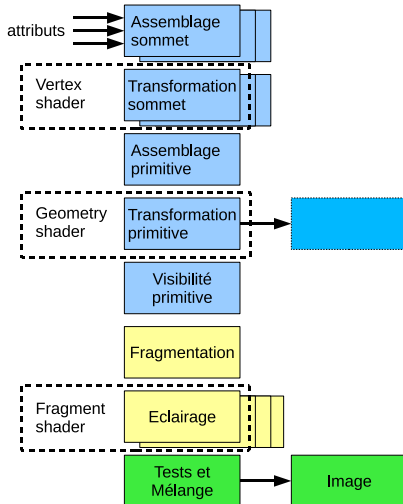 attributs
Assemblage
sommet
Vertex
shader
Transformation
sommet
Assemblage
primitive
Geometry
shader
Transformation
primitive
Visibilité
primitive
Fragmentation
Fragment
shader
Eclairage
Tests et
Mélange
Image